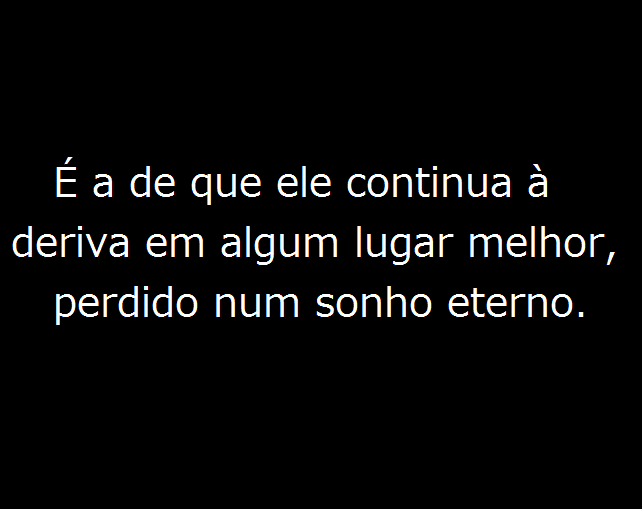 É a de que ele continua à
deriva em algum lugar melhor,
perdido num sonho eterno.